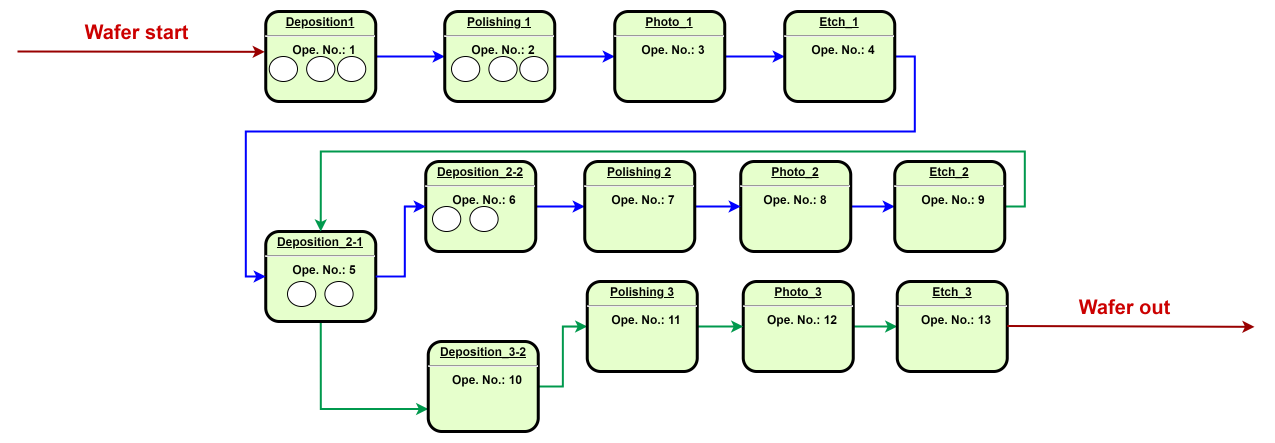 Wafer start
Deposition1
Ope. No.: 1
Polishing 1
Ope. No.: 2
Photo_1
Ope. No.: 3
Etch_1
Ope. No.: 4
Deposition_2-1
Ope. No.: 5
Deposition_2-2
Ope. No.: 6
Polishing 2
Ope. No.: 7
Photo_2
Ope. No.: 8
Etch_2
Ope. No.: 9
Deposition_3-2
Ope. No.: 10
Polishing 3
Ope. No.: 11
Photo_3
Ope. No.: 12
Etch_3
Ope. No.: 13
Wafer out